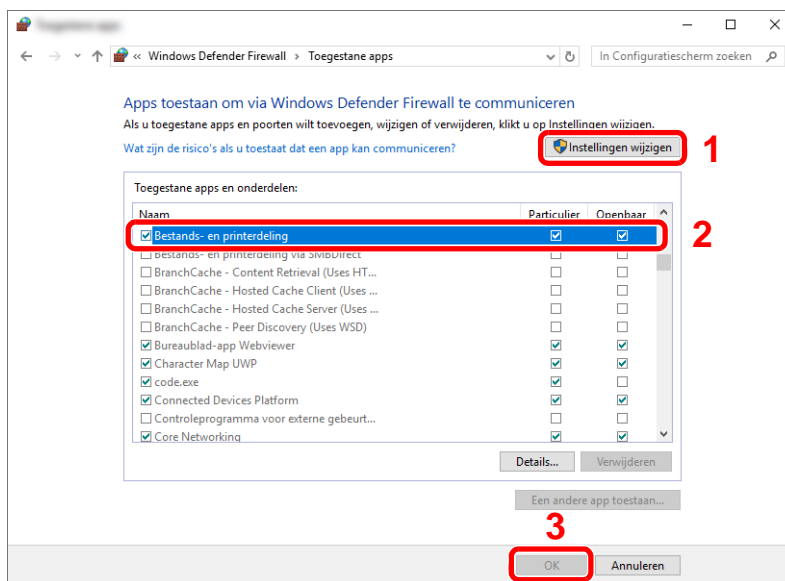 Toegestane apps
« Windows Defender Firewall › Toegestane apps
In Configuratiescherm zoeken
Apps toestaan om via Windows Defender Firewall te communiceren
Als u toegestane apps en poorten wilt toevoegen, wijzigen of verwijderen, klikt u op Instellingen wijzigen.
Wat zijn de risico's als u toestaat dat een app kan communiceren?
Instellingen wijzigen
1
Toegestane apps en onderdelen:
Naam Particulier Openbaar
Bestands- en printerdeling
2
Bestands- en printerdeling via SMBDirect
BranchCache - Content Retrieval (Uses HT...
BranchCache - Hosted Cache Client (Uses ...
BranchCache - Hosted Cache Server (Uses ...
BranchCache - Peer Discovery (Uses WSD)
Bureaublad-app Webviewer
Character Map UWP
code.exe
Connected Devices Platform
Controleprogramma voor externe gebeurt...
Core Networking
Details... Verwijderen
Een andere app toestaan...
3
OK Annuleren